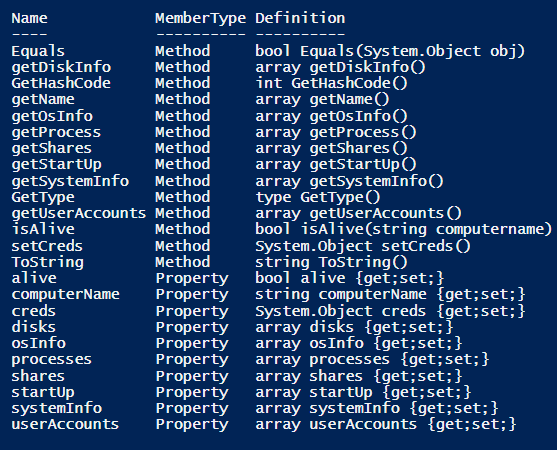 Name            MemberType Definition
----            ---------- ----------
Equals          Method     bool Equals(System.Object obj)
getDiskInfo     Method     array getDiskInfo()
GetHashCode     Method     int GetHashCode()
getName         Method     array getName()
getOsInfo       Method     array getOsInfo()
getProcess      Method     array getProcess()
getShares       Method     array getShares()
getStartUp      Method     array getStartUp()
getSystemInfo   Method     array getSystemInfo()
GetType         Method     type GetType()
getUserAccounts Method     array getUserAccounts()
isAlive         Method     bool isAlive(string computername)
setCreds        Method     System.Object setCreds()
ToString        Method     string ToString()
alive           Property   bool alive {get;set;}
computerName    Property   string computerName {get;set;}
creds           Property   System.Object creds {get;set;}
disks           Property   array disks {get;set;}
osInfo          Property   array osInfo {get;set;}
processes       Property   array processes {get;set;}
shares          Property   array shares {get;set;}
startUp         Property   array startUp {get;set;}
systemInfo      Property   array systemInfo {get;set;}
userAccounts    Property   array userAccounts {get;set;}